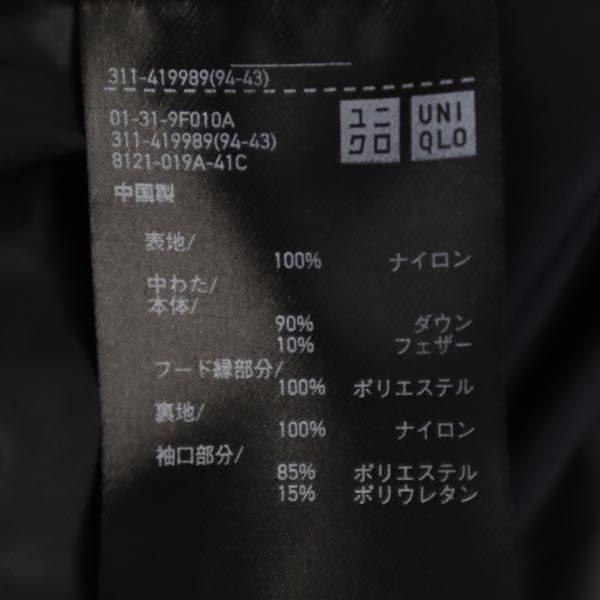 311-419989(94-43)
01-31-9F010A
311-419989(94-43)
8121-019A-41C
ユニ
クロ
UNI
QLO
中国製
表地/
100% ナイロン
中わた/
本体/
90% ダウン
10% フェザー
フード縁部分/
100% ポリエステル
裏地/
100% ナイロン
袖口部分/
85% ポリエステル
15% ポリウレタン